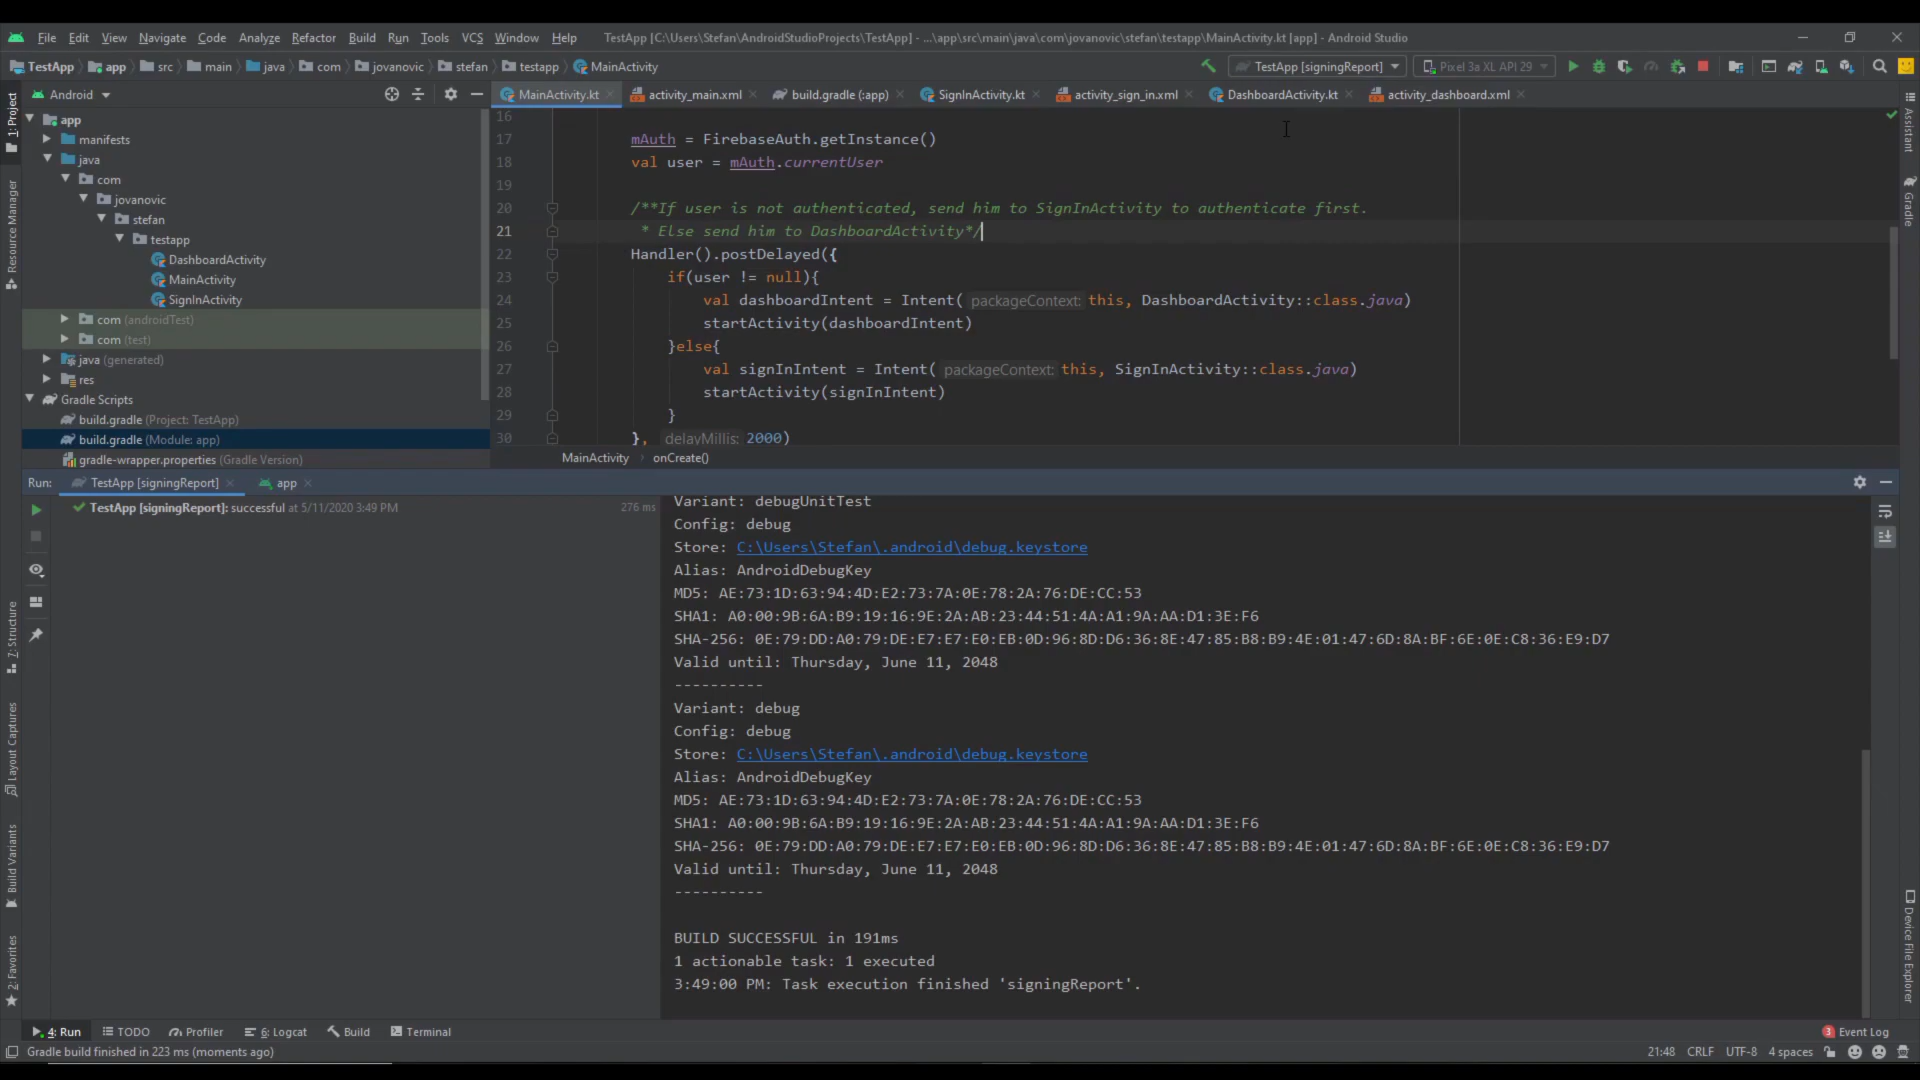 File Edit View Navigate Code Analyze Refactor Build Run Tools VCS Window Help TestApp [C:\Users\Stefan\AndroidStudioProjects\TestApp] - ...\app\src\main\java\com\jovanovic\stefan\testapp\MainActivity.kt [app] - Android Studio
TestApp app src main java com jovanovic stefan testapp MainActivity TestApp [signingReport] Pixel 3a XL API 29
Android MainActivity.kt activity_main.xml build.gradle (:app) SignInActivity.kt activity_sign_in.xml DashboardActivity.kt activity_dashboard.xml
1: Project
Resource Manager
7: Structure
Layout Captures
Build Variants
2: Favorites
app
manifests
java
com
jovanovic
stefan
testapp
DashboardActivity
MainActivity
SignInActivity
com (androidTest)
com (test)
java (generated)
res
Gradle Scripts
build.gradle (Project: TestApp)
build.gradle (Module: app)
gradle-wrapper.properties (Gradle Version)
16
17 mAuth = FirebaseAuth.getInstance()
18 val user = mAuth.currentUser
19
20 /**If user is not authenticated, send him to SignInActivity to authenticate first.
21 * Else send him to DashboardActivity*/
22 Handler().postDelayed({
23 if(user != null){
24 val dashboardIntent = Intent( packageContext: this, DashboardActivity::class.java)
25 startActivity(dashboardIntent)
26 }else{
27 val signInIntent = Intent( packageContext: this, SignInActivity::class.java)
28 startActivity(signInIntent)
29 }
30 }, delayMillis: 2000)
MainActivity onCreate()
Assistant
Gradle
Device File Explorer
Run: TestApp [signingReport] app
TestApp [signingReport]: successful at 5/11/2020 3:49 PM 276 ms
Variant: debugUnitTest
Config: debug
Store: C:\Users\Stefan\.android\debug.keystore
Alias: AndroidDebugKey
MD5: AE:73:1D:63:94:4D:E2:73:7A:0E:78:2A:76:DE:CC:53
SHA1: A0:00:9B:6A:B9:19:16:9E:2A:AB:23:44:51:4A:A1:9A:AA:D1:3E:F6
SHA-256: 0E:79:DD:A0:79:DE:E7:E7:E0:EB:0D:96:8D:D6:36:8E:47:85:B8:B9:4E:01:47:6D:8A:BF:6E:0E:C8:36:E9:D7
Valid until: Thursday, June 11, 2048
----------
Variant: debug
Config: debug
Store: C:\Users\Stefan\.android\debug.keystore
Alias: AndroidDebugKey
MD5: AE:73:1D:63:94:4D:E2:73:7A:0E:78:2A:76:DE:CC:53
SHA1: A0:00:9B:6A:B9:19:16:9E:2A:AB:23:44:51:4A:A1:9A:AA:D1:3E:F6
SHA-256: 0E:79:DD:A0:79:DE:E7:E7:E0:EB:0D:96:8D:D6:36:8E:47:85:B8:B9:4E:01:47:6D:8A:BF:6E:0E:C8:36:E9:D7
Valid until: Thursday, June 11, 2048
----------
BUILD SUCCESSFUL in 191ms
1 actionable task: 1 executed
3:49:00 PM: Task execution finished 'signingReport'.
4: Run TODO Profiler 6: Logcat Build Terminal 3 Event Log
Gradle build finished in 223 ms (moments ago) 21:48 CRLF UTF-8 4 spaces